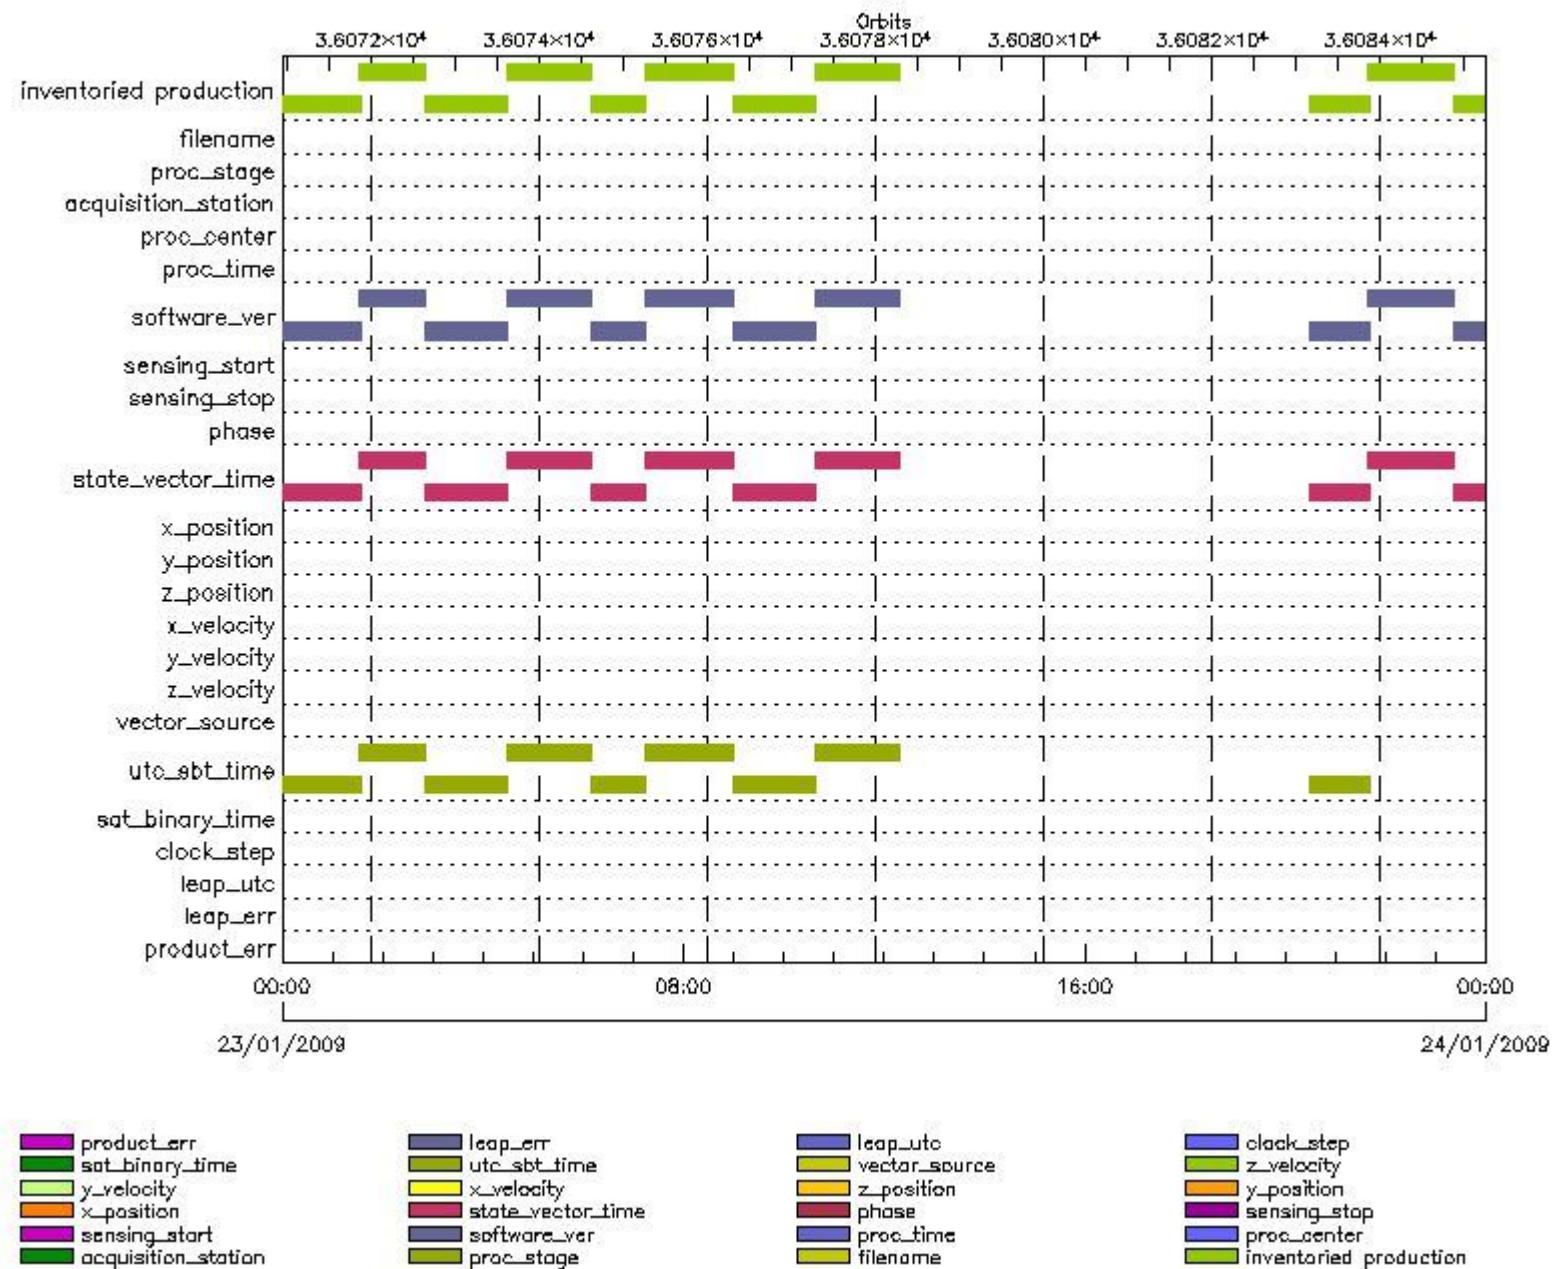 Orbits
3.6072×10⁴ 3.6074×10⁴ 3.6076×10⁴ 3.6078×10⁴ 3.6080×10⁴ 3.6082×10⁴ 3.6084×10⁴
inventoried production
filename
proc_stage
acquisition_station
proc_center
proc_time
software_ver
sensing_start
sensing_stop
phase
state_vector_time
x_position
y_position
z_position
x_velocity
y_velocity
z_velocity
vector_source
utc_sbt_time
sat_binary_time
clock_step
leap_utc
leap_err
product_err
00:00 08:00 16:00 00:00
23/01/2009 24/01/2009
product_err leap_err leap_utc clock_step
sat_binary_time utc_sbt_time vector_source z_velocity
y_velocity x_velocity z_position y_position
x_position state_vector_time phase sensing_stop
sensing_start software_ver proc_time proc_center
acquisition_station proc_stage filename inventoried production